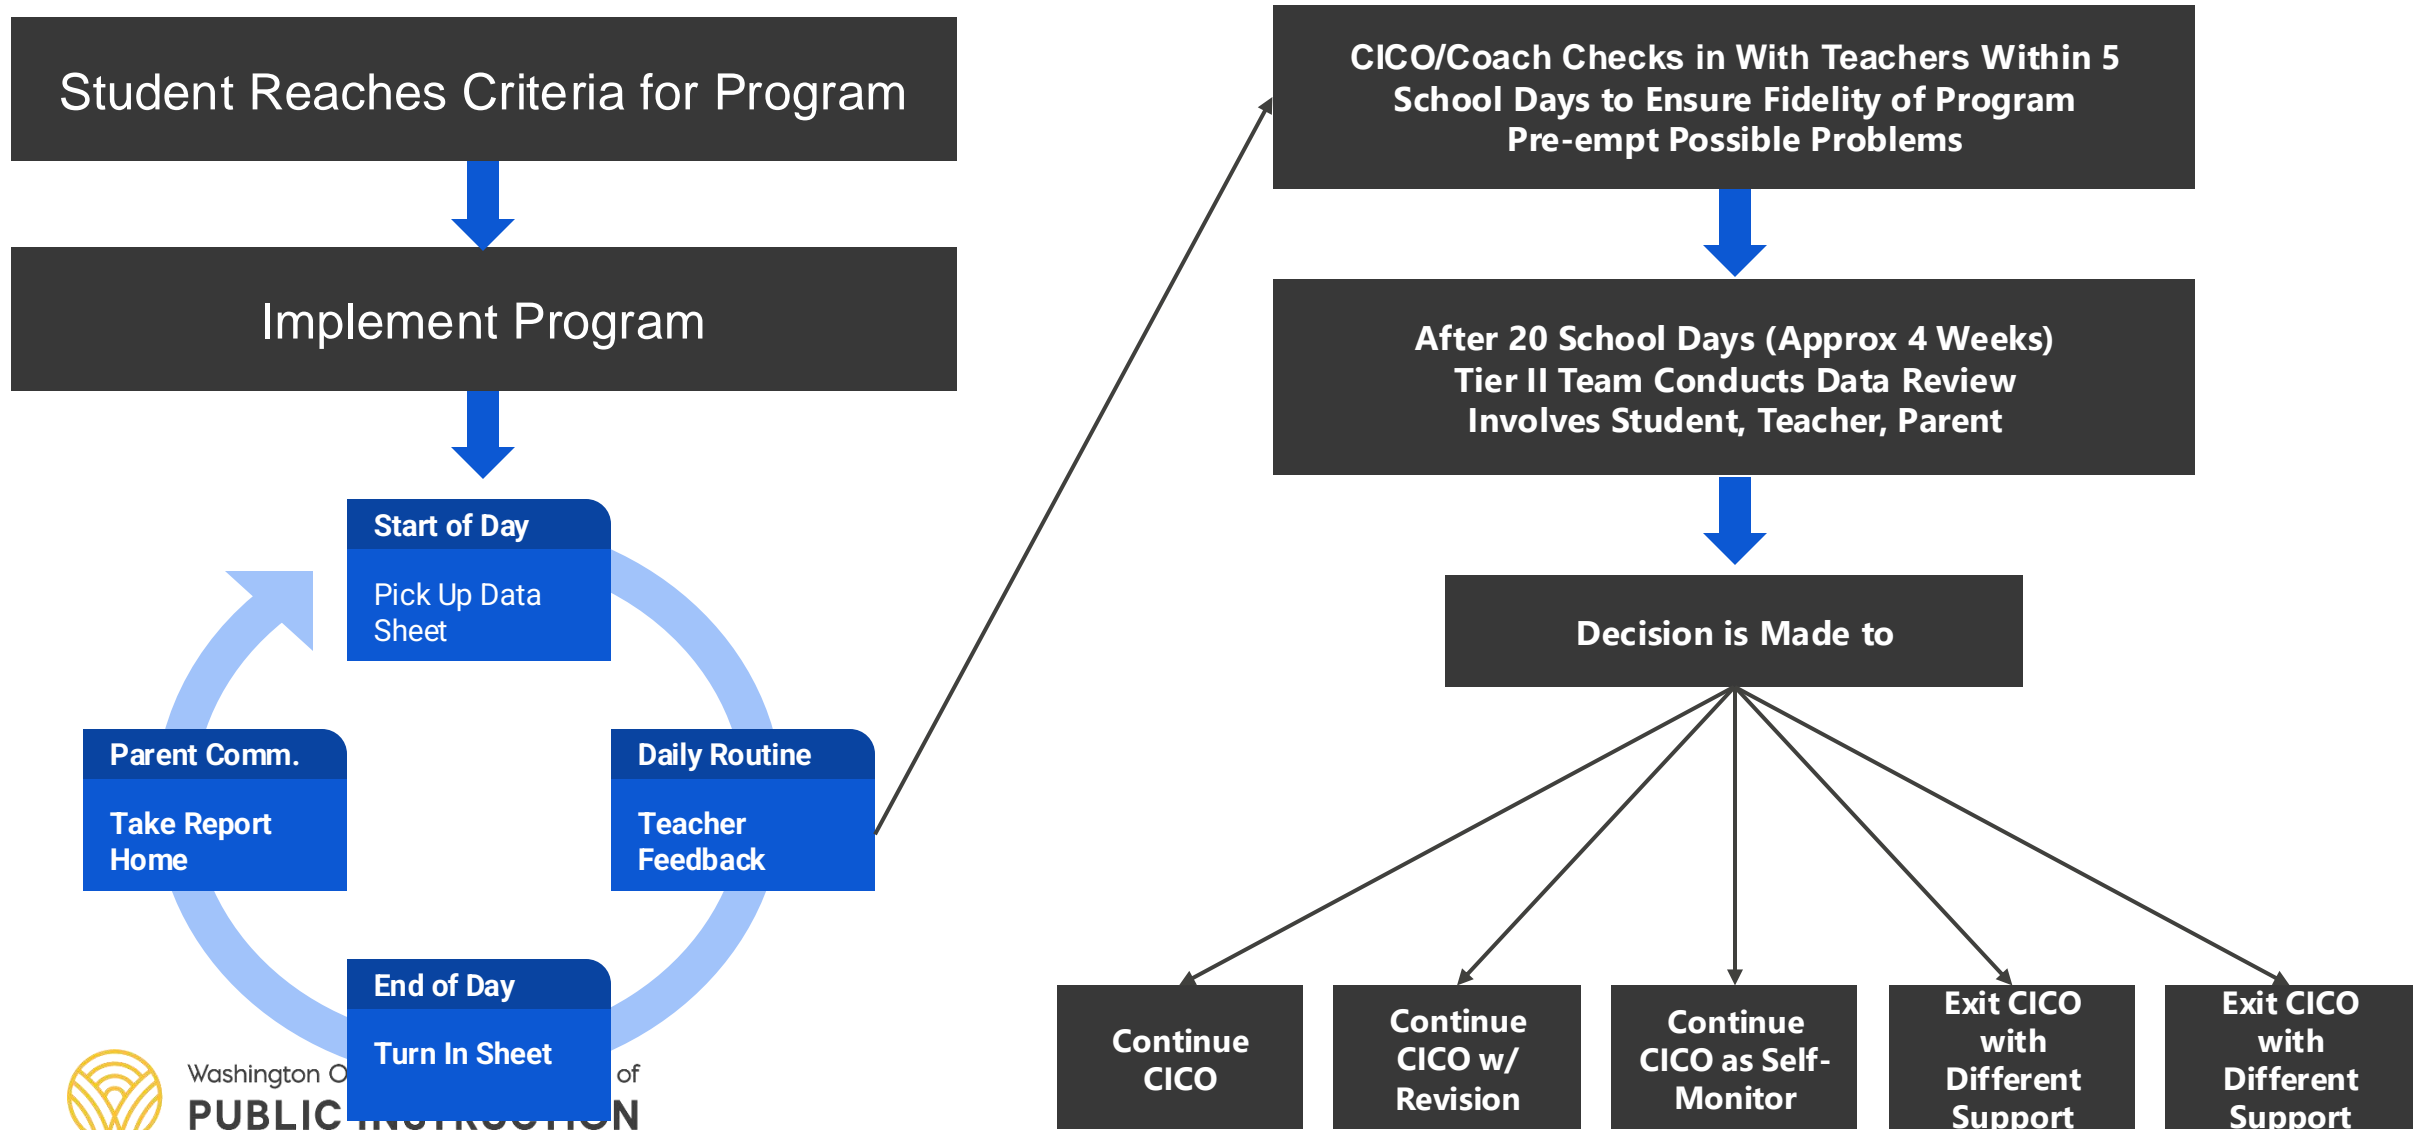 Student Reaches Criteria for Program
Implement Program
Start of Day
Pick Up Data
Sheet
Daily Routine
Teacher
Feedback
End of Day
Turn In Sheet
Parent Comm.
Take Report
Home
Washington O
of
PUBLIC INSTRUCTION
CICO/Coach Checks in With Teachers Within 5
School Days to Ensure Fidelity of Program
Pre-empt Possible Problems
After 20 School Days (Approx 4 Weeks)
Tier II Team Conducts Data Review
Involves Student, Teacher, Parent
Decision is Made to
Continue
CICO
Continue
CICO w/
Revision
Continue
CICO as Self-
Monitor
Exit CICO
with
Different
Support
Exit CICO
with
Different
Support